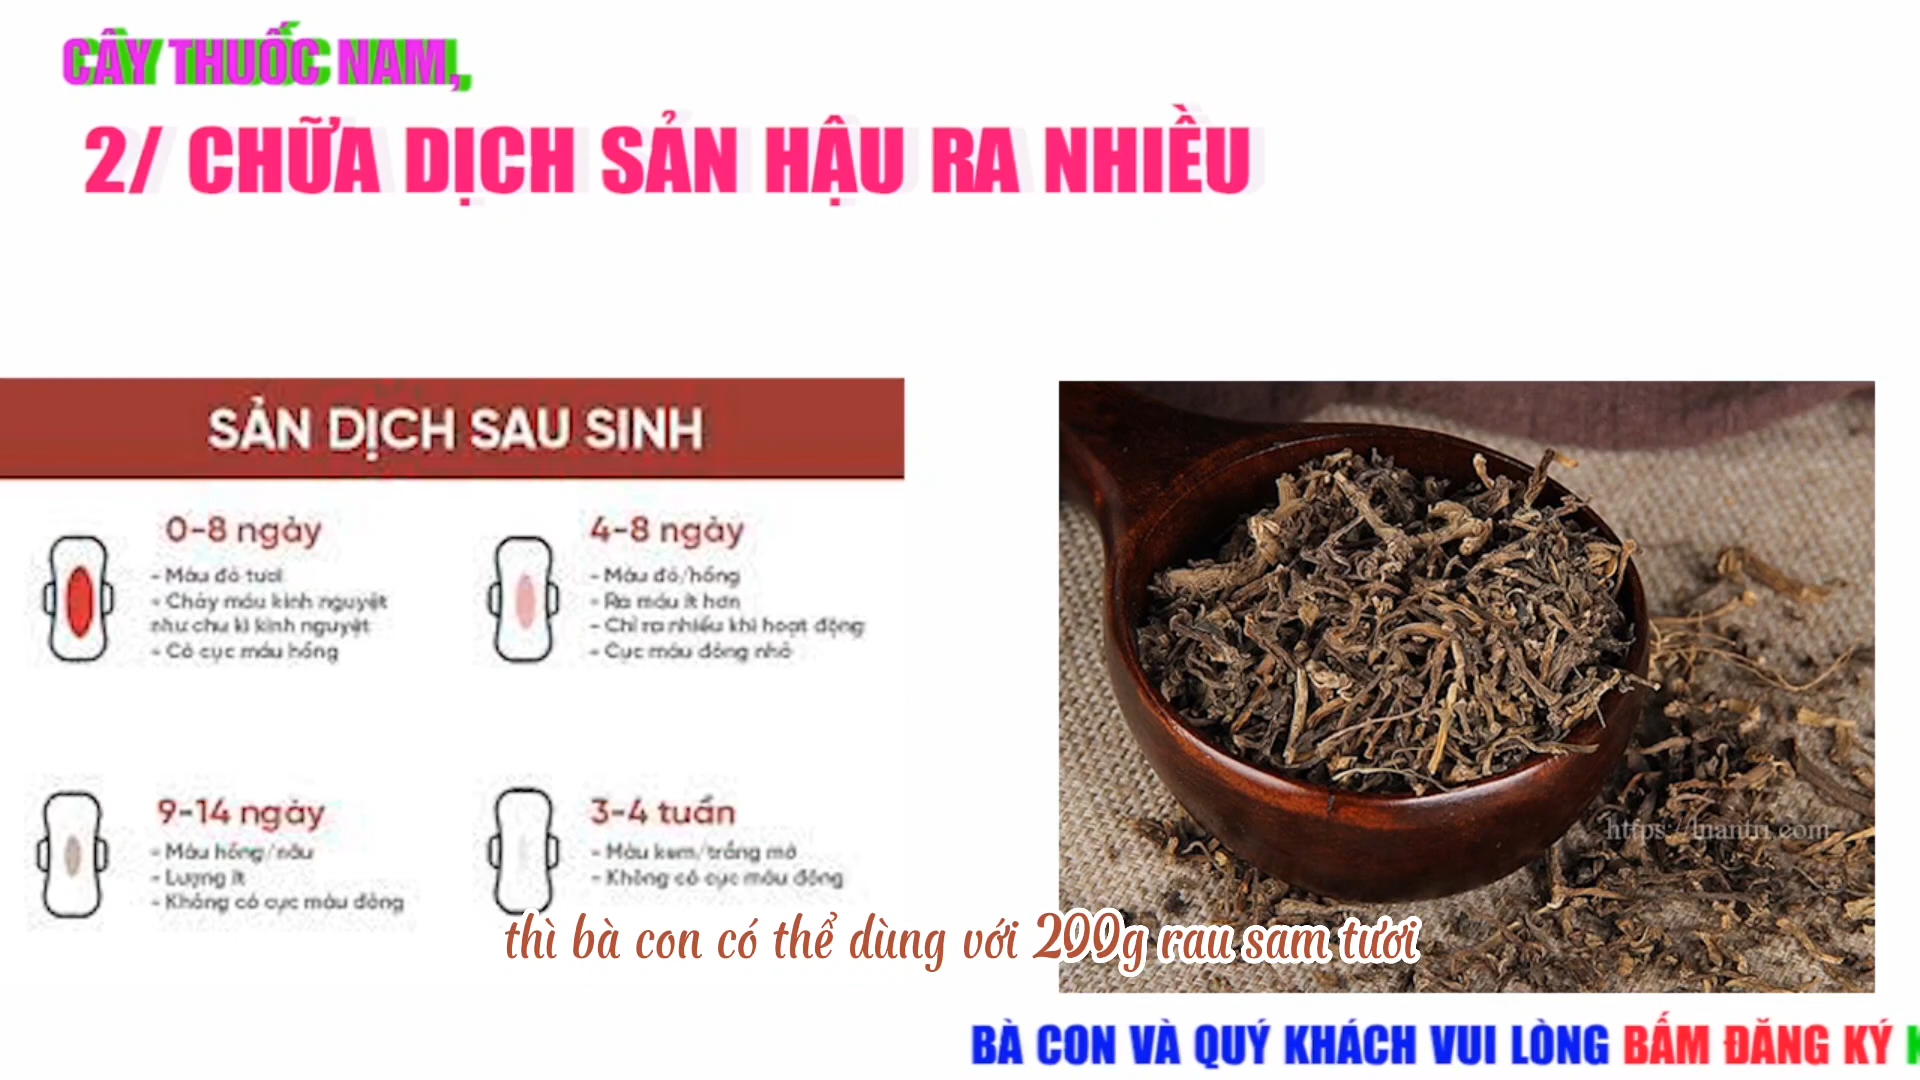 CÂY THUỐC NAM,
2/ CHỮA DỊCH SẢN HẬU RA NHIỀU
SẢN DỊCH SAU SINH
0-8 ngày
- Máu đỏ tươi
- Chảy máu kinh nguyệt
như chu kì kinh nguyệt
- Có cục máu hồng
4-8 ngày
- Máu đỏ/hồng
- Ra máu ít hơn
- Chỉ ra nhiều khi hoạt động
- Cục máu đông nhỏ
9-14 ngày
- Máu hồng/nâu
- Lượng ít
- Không có cục máu đông
3-4 tuần
- Màu kem/trắng mờ
- Không có cục máu đông
https://mantri.com
thì bà con có thể dùng với 200g rau sam tươi
BÀ CON VÀ QUÝ KHÁCH VUI LÒNG BẤM ĐĂNG KÝ